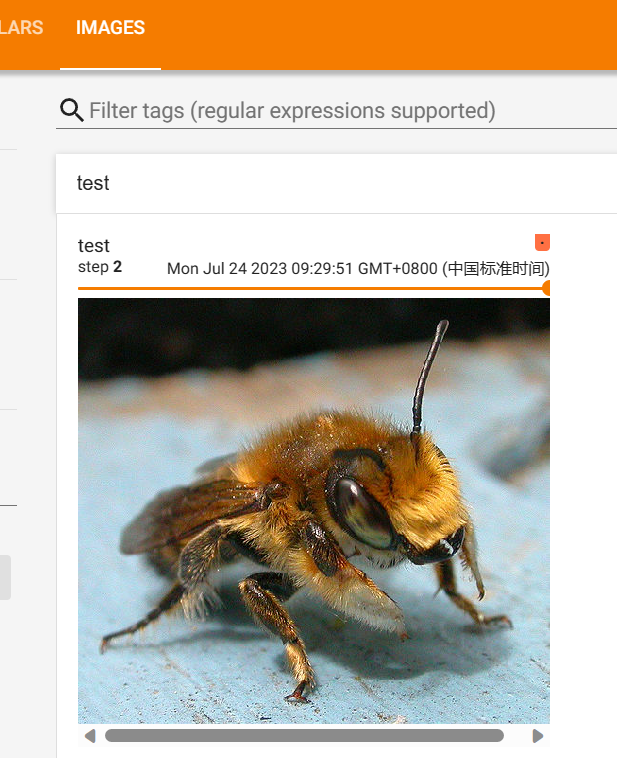 LARS IMAGES
Filter tags (regular expressions supported)
test
test
step 2 Mon Jul 24 2023 09:29:51 GMT+0800 (中国标准时间)